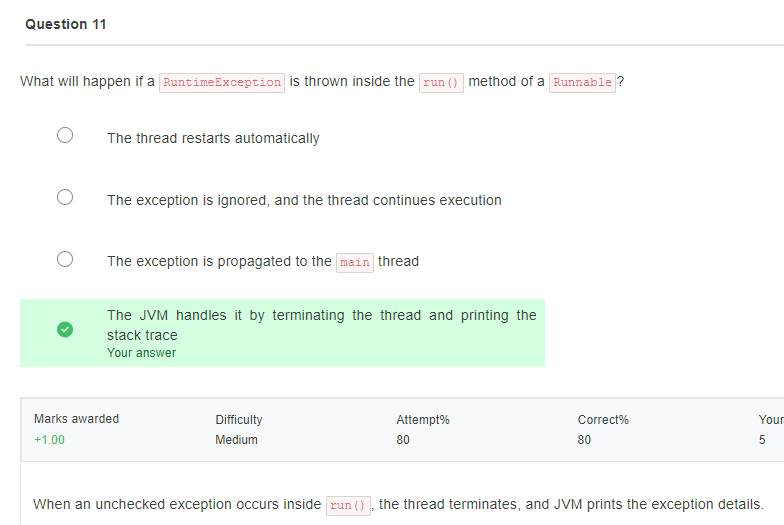 Question 11
What will happen if a RuntimeException is thrown inside the run() method of a Runnable?
The thread restarts automatically
The exception is ignored, and the thread continues execution
The exception is propagated to the main thread
The JVM handles it by terminating the thread and printing the
stack trace
Your answer
Marks awarded Difficulty Attempt% Correct% Your
+1.00 Medium 80 80 5
When an unchecked exception occurs inside run(), the thread terminates, and JVM prints the exception details.